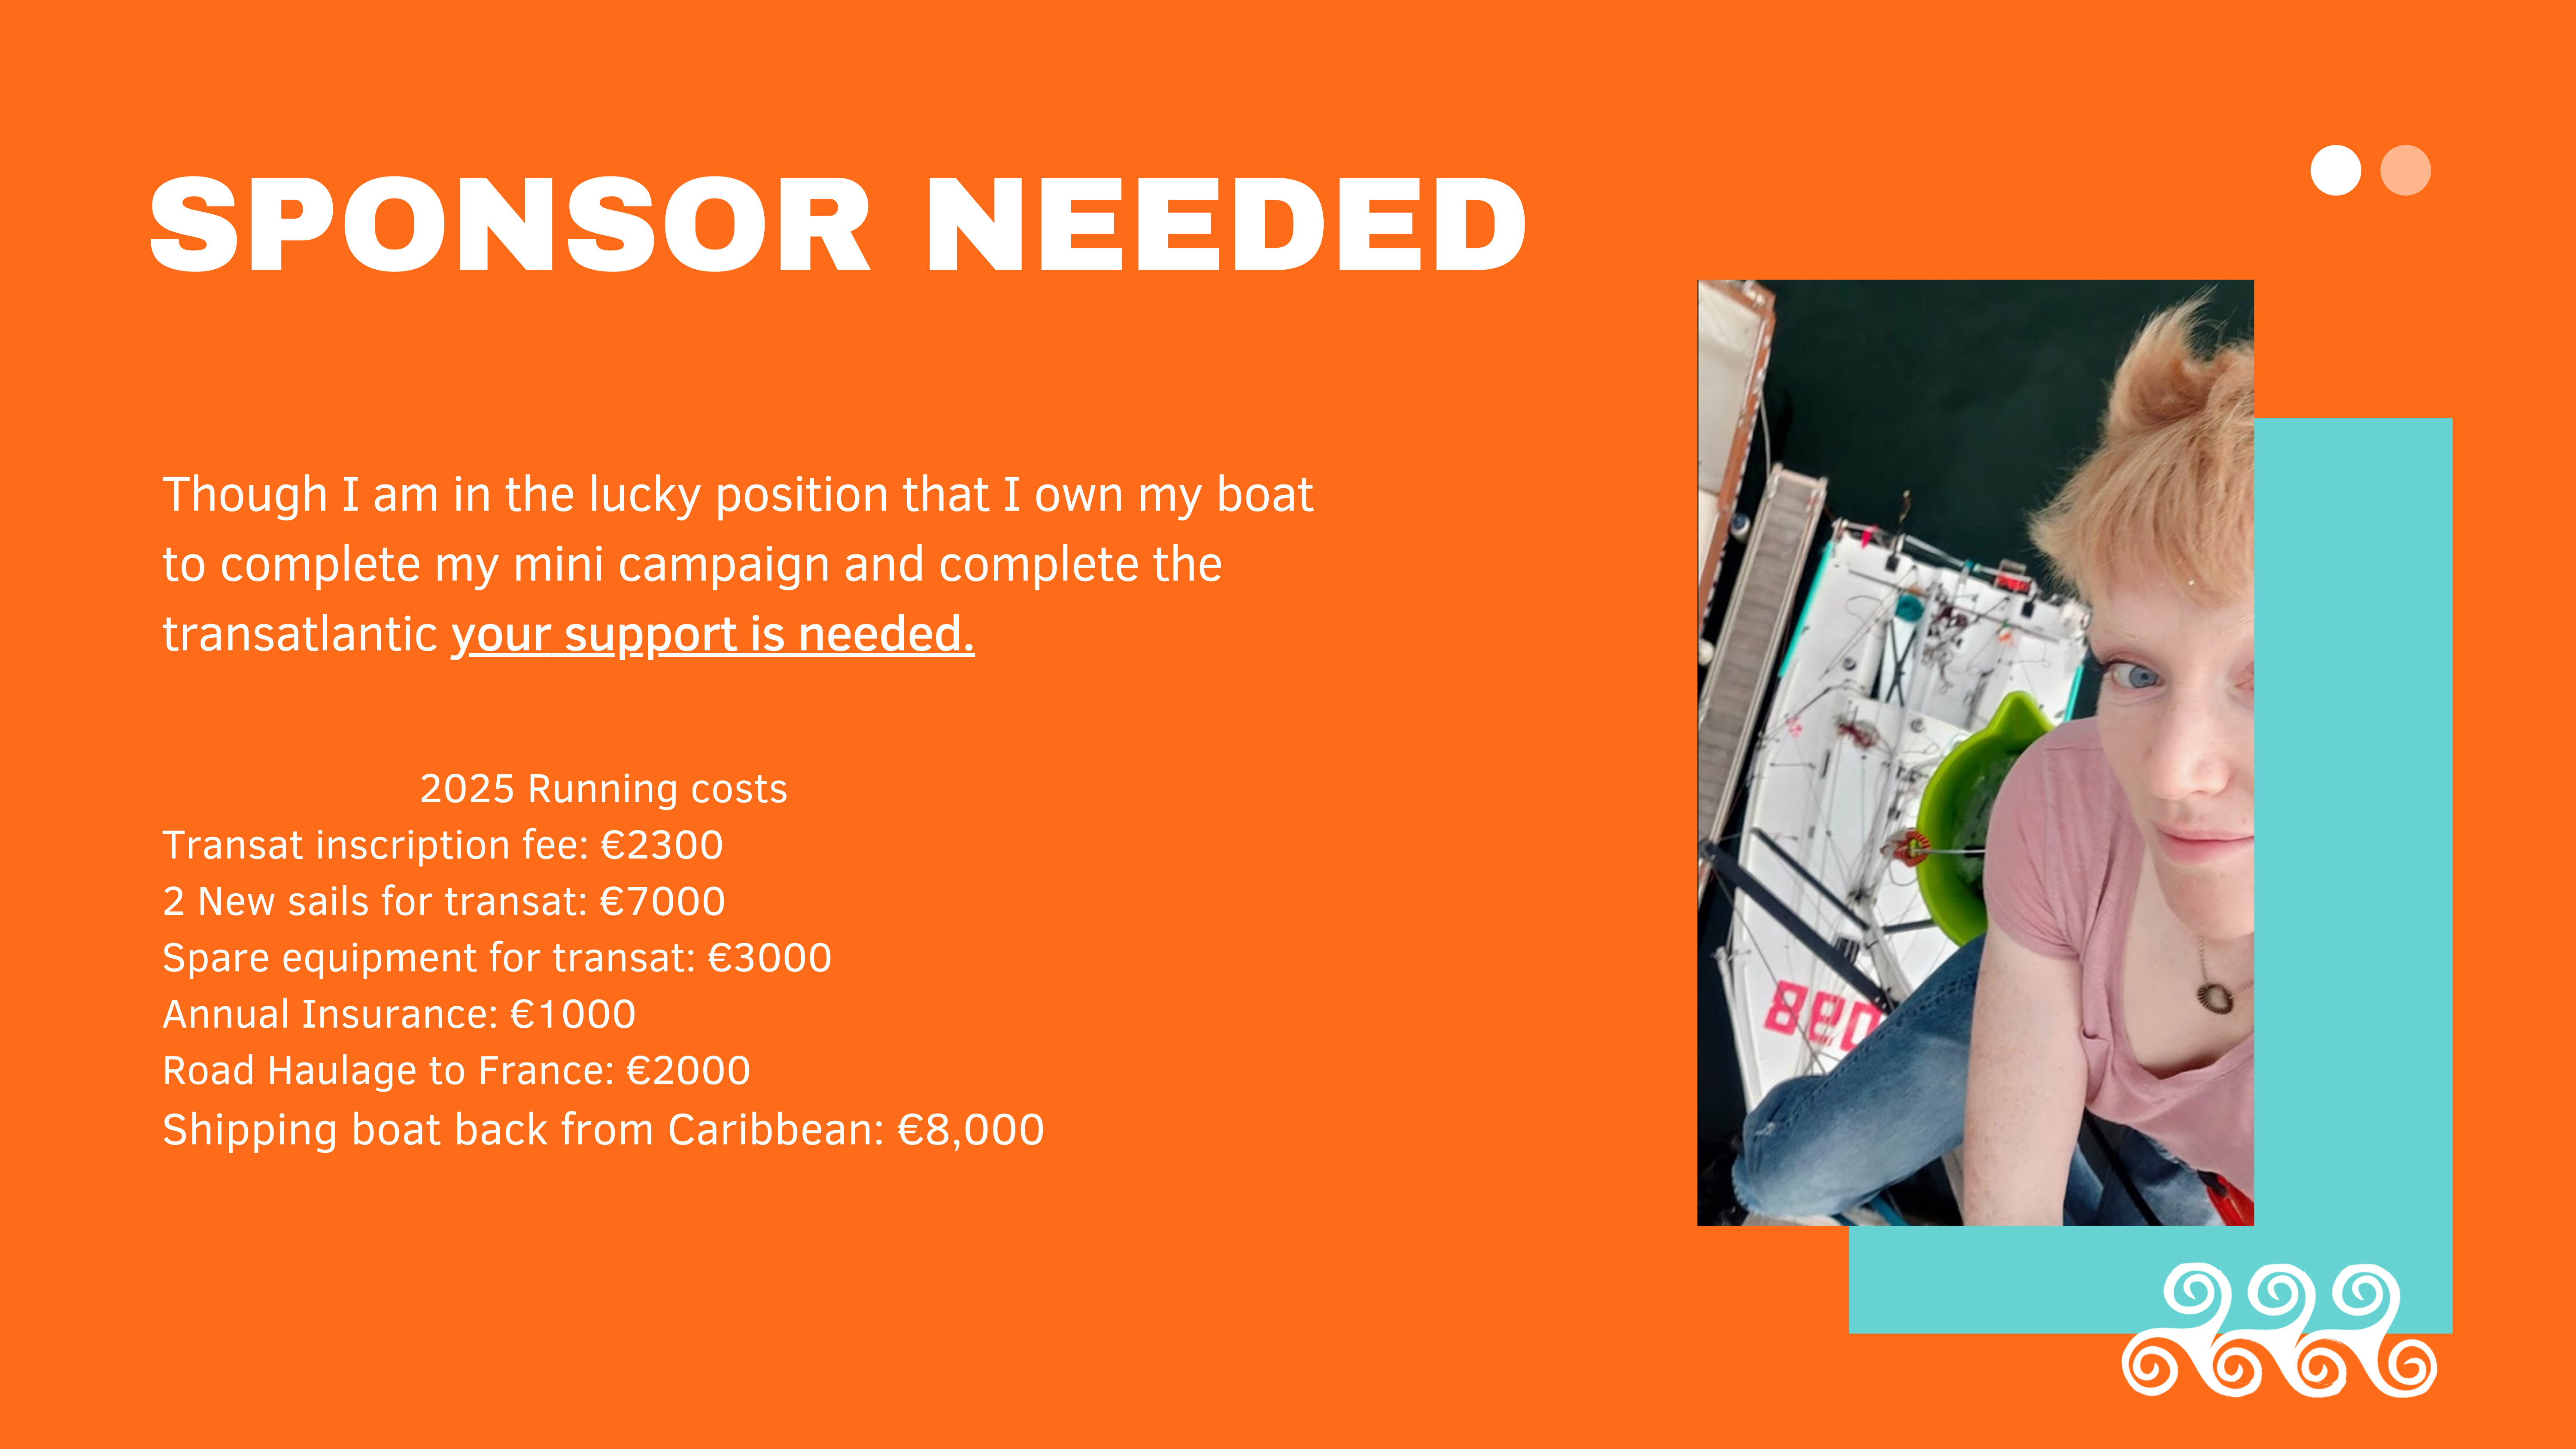 SPONSOR NEEDED
Though I am in the lucky position that I own my boat
to complete my mini campaign and complete the
transatlantic your support is needed.
2025 Running costs
Transat inscription fee: €2300
2 New sails for transat: €7000
Spare equipment for transat: €3000
Annual Insurance: €1000
Road Haulage to France: €2000
Shipping boat back from Caribbean: €8,000